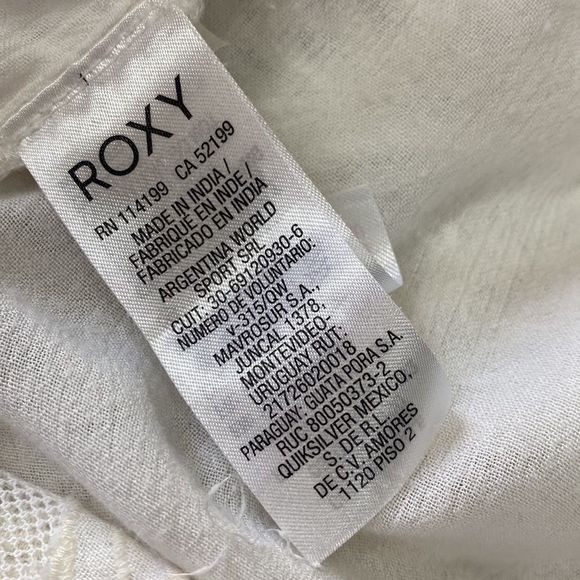 ROXY
RN 114199 CA 52199
MADE IN INDIA /
FABRIQUÉ EN INDE /
FABRICADO EN INDIA
ARGENTINA WORLD
SPORT SRL
CUIT: 30-69120930-6
NUMERO DE VOLUNTARIO:
v-315/QW
MAVROSUR S.A.,
JUNCAL 1378,
MONTEVIDEO-
URUGUAY RUT.:
21726020018
PARAGUAY: GUATA PORA S.A.
RUC 80050373-2
QUIKSILVER MEXICO,
S. DE R.L
DE C.V. AMORES
1120 PISO 2